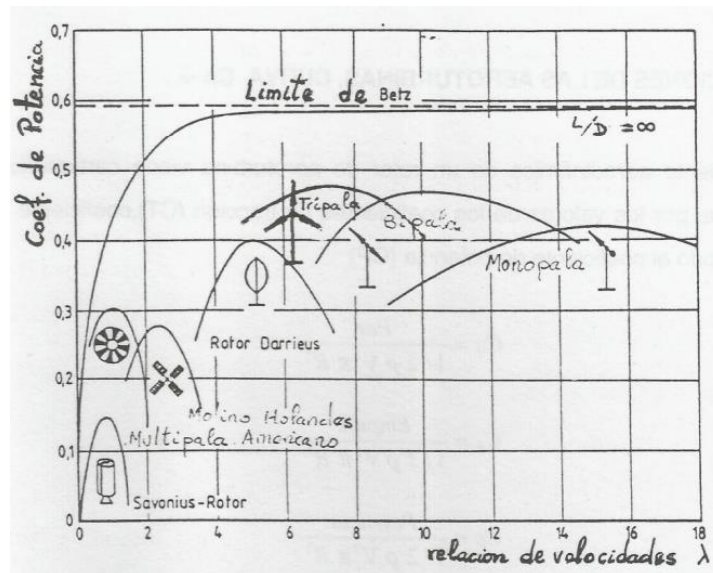 0,7
0,6
0,5
0,4
0,3
0,2
0,1
0
Coef. de Potencia
Límite de Betz
L/D = ∞
Tripala
Bipala
Monopala
Rotor Darrieus
Molino Holandes
Multipala Americano
Savonius-Rotor
0 2 4 6 8 10 12 14 16 18
relacion de velocidades λ